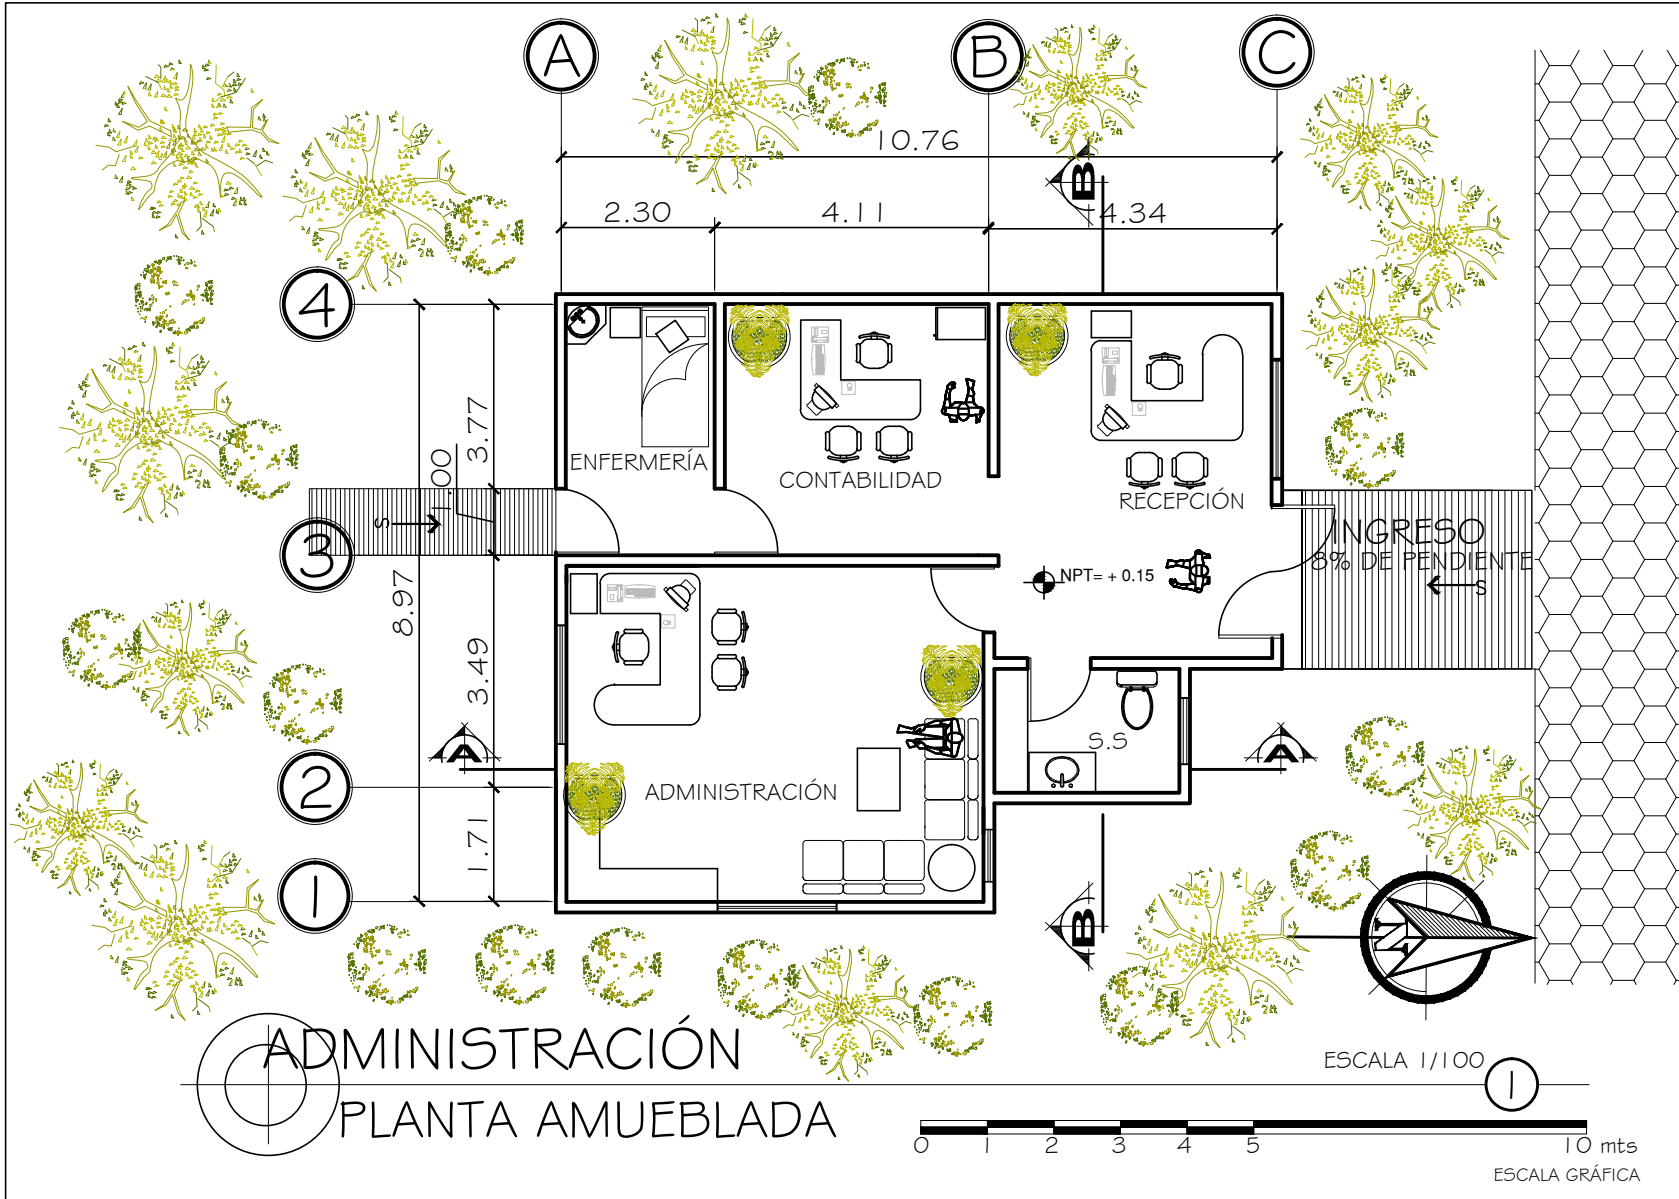 A
B
C
10.76
B
2.30
4.11
4.34
4
ENFERMERÍA
CONTABILIDAD
RECEPCIÓN
3.77
1.00
S
3
INGRESO
8% DE PENDIENTE
S
NPT= + 0.15
8.97
3.49
A
S.S
A
2
ADMINISTRACIÓN
1.71
1
B
N
ADMINISTRACIÓN
PLANTA AMUEBLADA
ESCALA 1/100
1
0 1 2 3 4 5 10 mts
ESCALA GRÁFICA